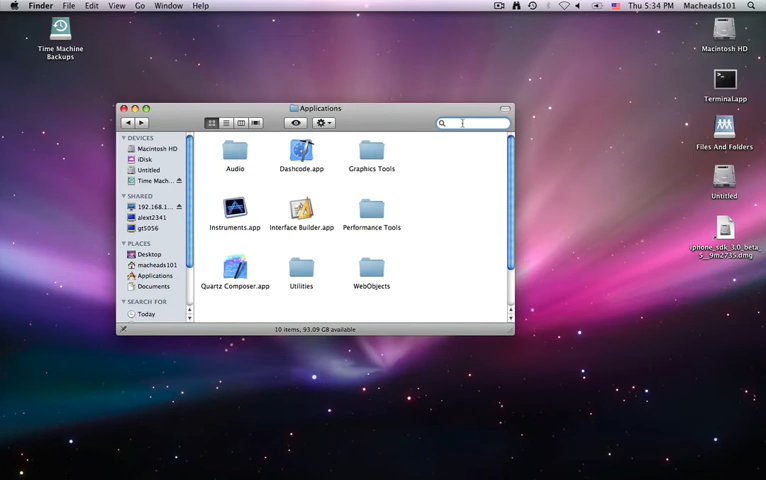 Finder File Edit View Go Window Help
Thu 5:34 PM Macheads101
Time Machine
Backups
Macintosh HD
Terminal.app
Files And Folders
Untitled
iphone_sdk_3.0_beta_
5__9m2735.dmg
Applications
DEVICES
Macintosh HD
iDisk
Untitled
Time Mach...
SHARED
192.168.1...
alext2341
gt5056
PLACES
Desktop
macheads101
Applications
Documents
SEARCH FOR
Today
Audio
Dashcode.app
Graphics Tools
Instruments.app
Interface Builder.app
Performance Tools
Quartz Composer.app
Utilities
WebObjects
10 items, 93.09 GB available